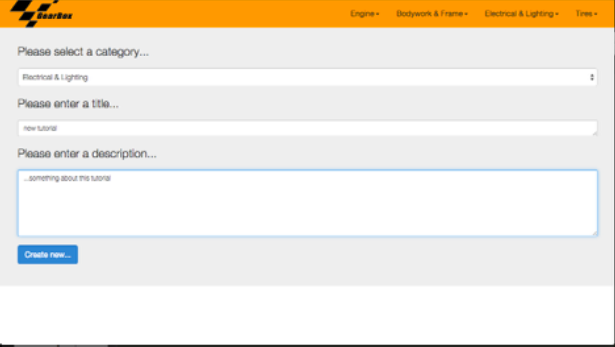 GearBox
Engine Bodywork & Frame Electrical & Lighting Tires
Please select a category...
Electrical & Lighting
Please enter a title...
new tutorial
Please enter a description...
...something about this tutorial
Create new...